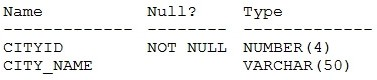 Name          Null?    Type
------------- -------- -------------
CITYID        NOT NULL NUMBER(4)
CITY_NAME              VARCHAR(50)